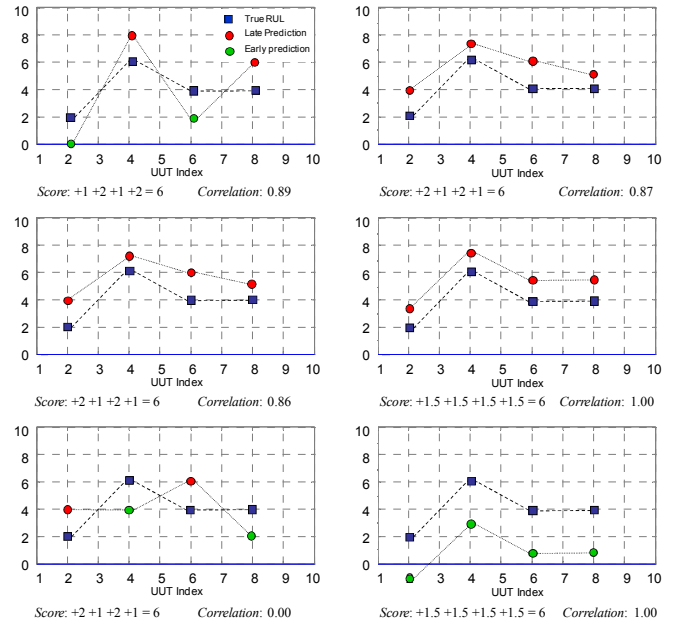 10
8
6
4
2
0
True RUL
Late Prediction
Early prediction
1 2 3 4 5 6 7 8 9 10
UUT Index
Score: +1 +2 +1 +2 = 6 Correlation: 0.89
10
8
6
4
2
0
1 2 3 4 5 6 7 8 9 10
UUT Index
Score: +2 +1 +2 +1 = 6 Correlation: 0.87
10
8
6
4
2
0
1 2 3 4 5 6 7 8 9 10
UUT Index
Score: +2 +1 +2 +1 = 6 Correlation: 0.86
10
8
6
4
2
0
1 2 3 4 5 6 7 8 9 10
UUT Index
Score: +1.5 +1.5 +1.5 +1.5 = 6 Correlation: 1.00
10
8
6
4
2
0
1 2 3 4 5 6 7 8 9 10
UUT Index
Score: +2 +1 +2 +1 = 6 Correlation: 0.00
10
8
6
4
2
0
1 2 3 4 5 6 7 8 9 10
UUT Index
Score: +1.5 +1.5 +1.5 +1.5 = 6 Correlation: 1.00